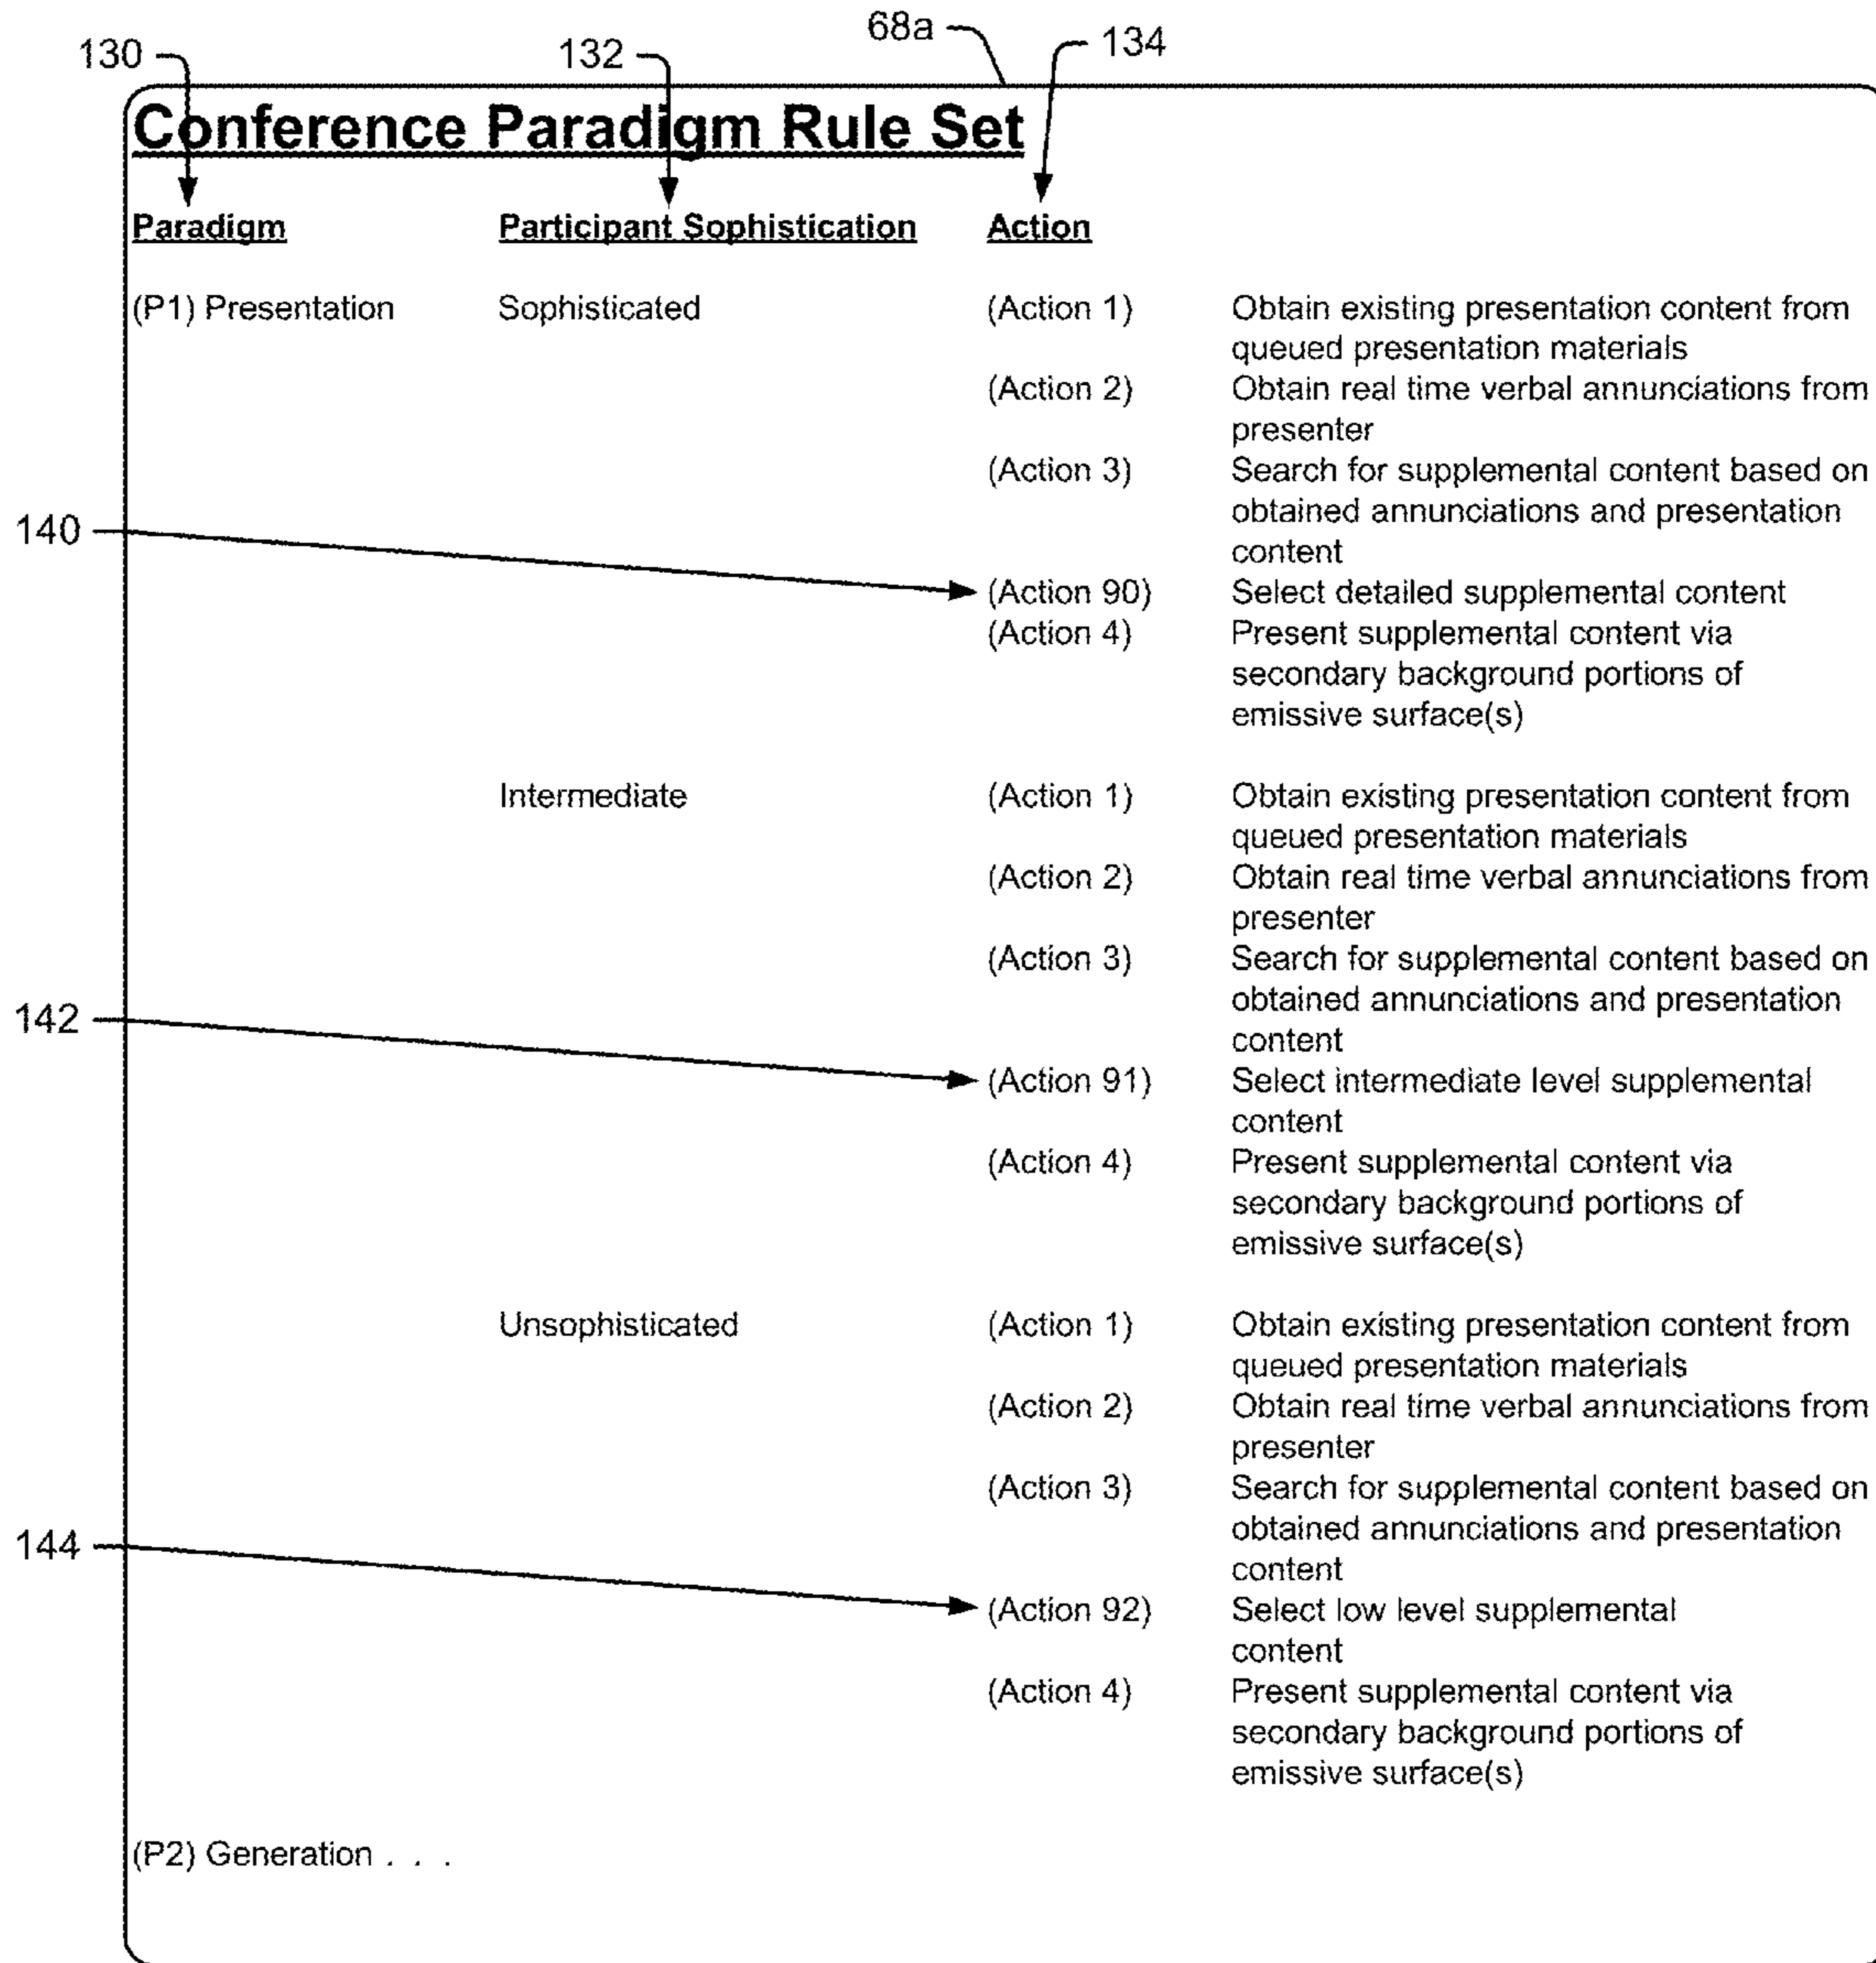 68a
130
132
134
Conference Paradigm Rule Set
Paradigm Participant Sophistication Action
(P1) Presentation Sophisticated (Action 1) Obtain existing presentation content from
queued presentation materials
(Action 2) Obtain real time verbal annunciations from
presenter
(Action 3) Search for supplemental content based on
obtained annunciations and presentation
140
content
(Action 90) Select detailed supplemental content
(Action 4) Present supplemental content via
secondary background portions of
emissive surface(s)
Intermediate (Action 1) Obtain existing presentation content from
queued presentation materials
(Action 2) Obtain real time verbal annunciations from
presenter
(Action 3) Search for supplemental content based on
obtained annunciations and presentation
142
content
(Action 91) Select intermediate level supplemental
content
(Action 4) Present supplemental content via
secondary background portions of
emissive surface(s)
Unsophisticated (Action 1) Obtain existing presentation content from
queued presentation materials
(Action 2) Obtain real time verbal annunciations from
presenter
(Action 3) Search for supplemental content based on
obtained annunciations and presentation
144
content
(Action 92) Select low level supplemental
content
(Action 4) Present supplemental content via
secondary background portions of
emissive surface(s)
(P2) Generation . . .